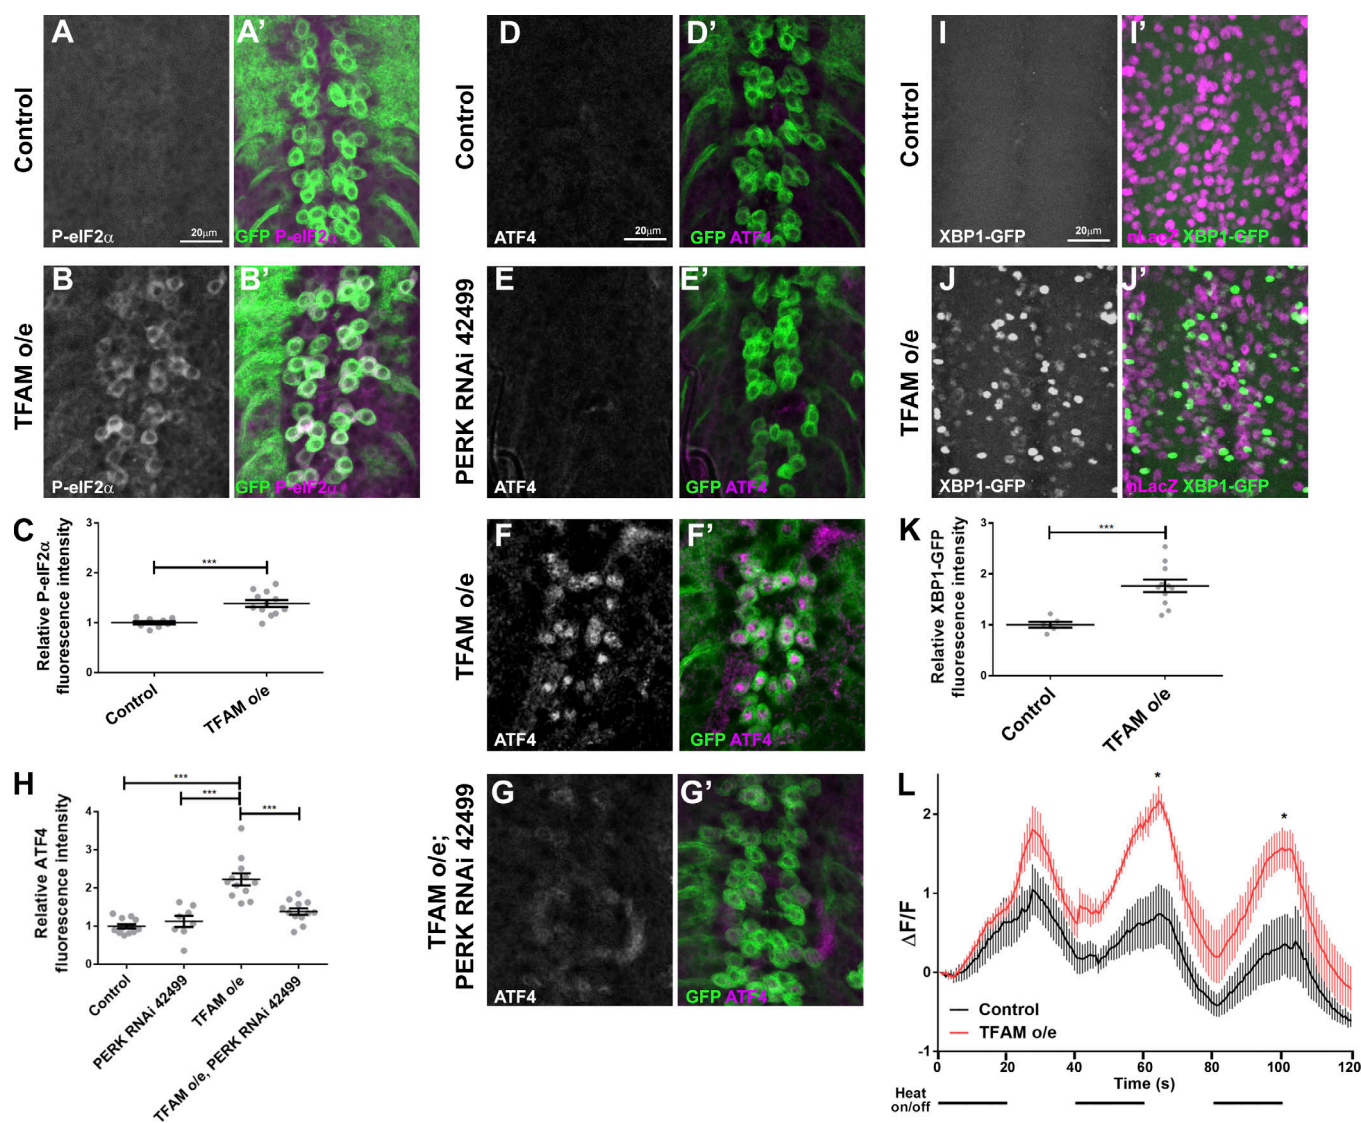 A
A'
Control
P-eIF2α
20μm
GFP P-eIF2α
B
B'
TFAM o/e
P-eIF2α
GFP P-eIF2α
C
Relative P-eIF2α
fluorescence intensity
3
2
1
0
***
Control
TFAM o/e
H
Relative ATF4
fluorescence intensity
4
3
2
1
0
***
***
***
Control
PERK RNAi 42499
TFAM o/e
TFAM o/e, PERK RNAi 42499
D
D'
Control
ATF4
20μm
GFP ATF4
E
E'
PERK RNAi 42499
ATF4
GFP ATF4
F
F'
TFAM o/e
ATF4
GFP ATF4
G
G'
TFAM o/e;
PERK RNAi 42499
ATF4
GFP ATF4
I
I'
Control
XBP1-GFP
20μm
nLacZ XBP1-GFP
J
J'
TFAM o/e
XBP1-GFP
nLacZ XBP1-GFP
K
Relative XBP1-GFP
fluorescence intensity
3
2
1
0
***
Control
TFAM o/e
L
ΔF/F
2
1
0
-1
*
*
Control
TFAM o/e
0 20 40 60 80 100 120
Time (s)
Heat
on/off